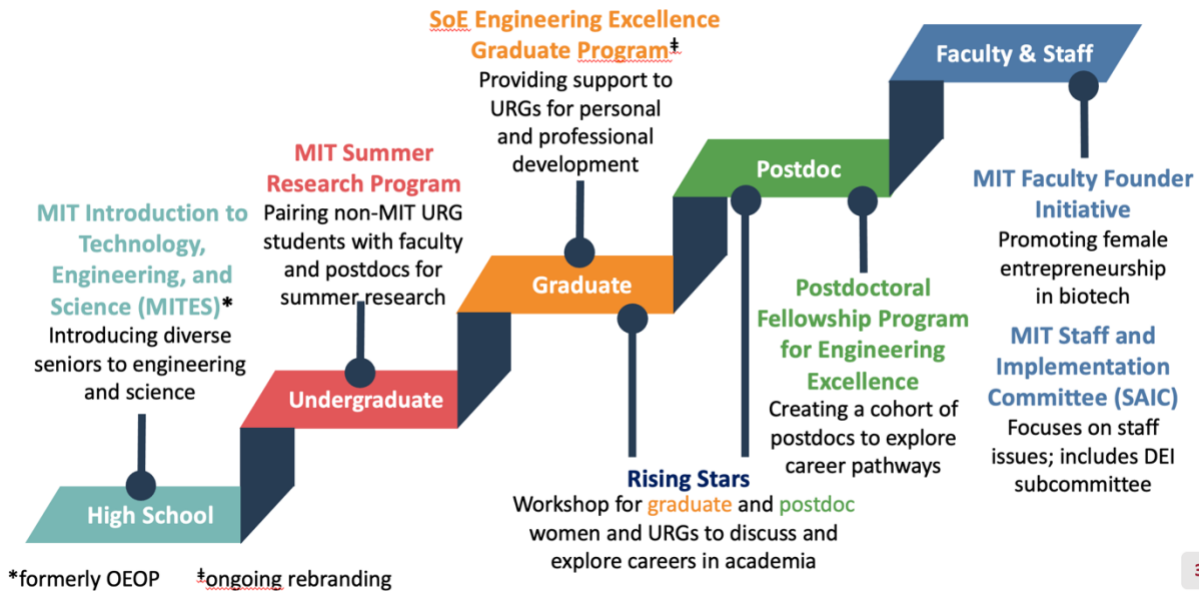 SoE Engineering Excellence
Graduate Program‡
Providing support to
URGs for personal
and professional
development
Faculty & Staff
MIT Summer
Research Program
Pairing non-MIT URG
students with faculty
and postdocs for
summer research
Postdoc
MIT Faculty Founder
Initiative
Promoting female
entrepreneurship
in biotech
MIT Introduction to
Technology,
Engineering, and
Science (MITES)*
Introducing diverse
seniors to engineering
and science
Graduate
Postdoctoral
Fellowship Program
for Engineering
Excellence
Creating a cohort of
postdocs to explore
career pathways
MIT Staff and
Implementation
Committee (SAIC)
Focuses on staff
issues; includes DEI
subcommittee
Undergraduate
Rising Stars
Workshop for graduate and postdoc
women and URGs to discuss and
explore careers in academia
High School
*formerly OEOP ‡ongoing rebranding